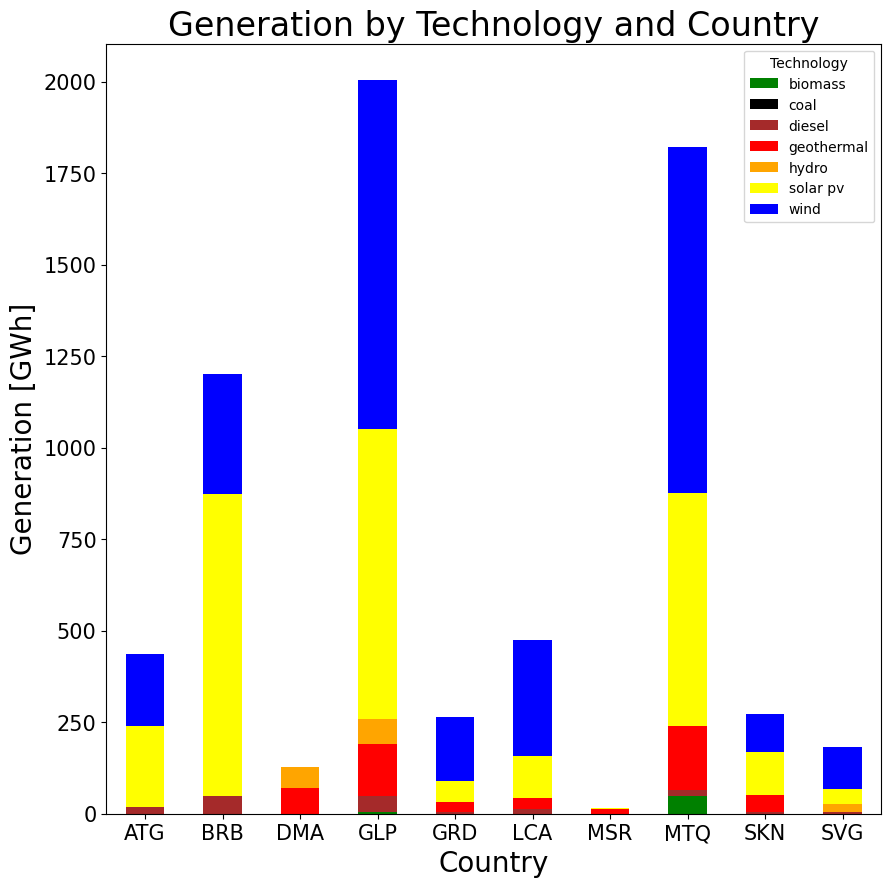 Generation by Technology and Country
Generation [GWh]
2000
1750
1500
1250
1000
750
500
250
0
Technology
biomass
coal
diesel
geothermal
hydro
solar pv
wind
ATG BRB DMA GLP GRD LCA MSR MTQ SKN SVG
Country